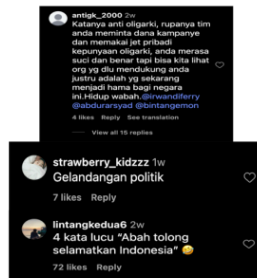 antigk_2000 2w
Katanya anti oligarki, rupanya tim
anda meminta dana kampanye
dan memakai jet pribadi
kepunyaan oligarki, anda merasa
suci dan benar tapi bisa kita lihat
org yg dlu mendukung anda
justru adalah yg sekarang
menjadi hama bagi negara
ini.Hidup wabah.@irwandiferry
@abdurarsyad @bintangemon
4 likes Reply See translation
View all 15 replies
strawberry_kidzzz 1w
Gelandangan politik
7 likes Reply
lintangkedua6 2w
4 kata lucu “Abah tolong
selamatkan Indonesia” 🤣
72 likes Reply